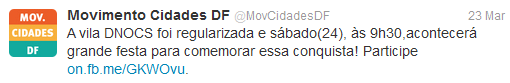 MOV.
CIDADES
DF
Movimento Cidades DF @MovCidadesDF 23 Mar
A vila DNOCS foi regularizada e sábado(24), às 9h30,acontecerá
grande festa para comemorar essa conquista! Participe
on.fb.me/GKWOvu.